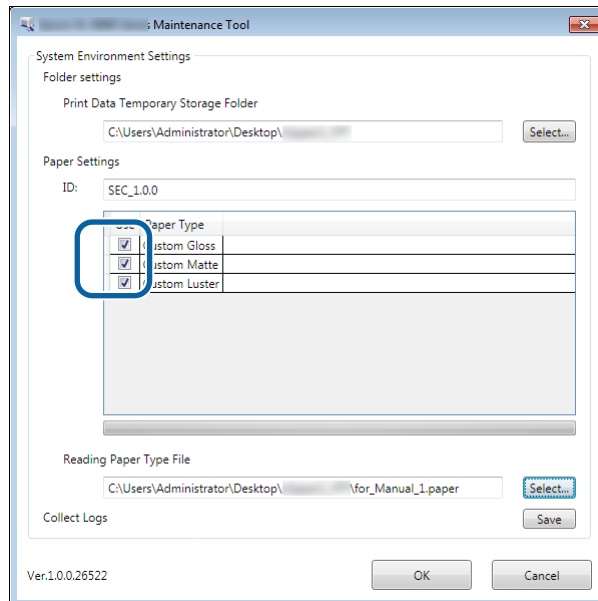 Maintenance Tool
System Environment Settings
Folder settings
Print Data Temporary Storage Folder
C:\Users\Administrator\Desktop\
Select...
Paper Settings
ID:
SEC_1.0.0
Use Paper Type
Custom Gloss
Custom Matte
Custom Luster
Reading Paper Type File
C:\Users\Administrator\Desktop\ \for_Manual_1.paper
Select...
Collect Logs
Save
Ver.1.0.0.26522
OK
Cancel